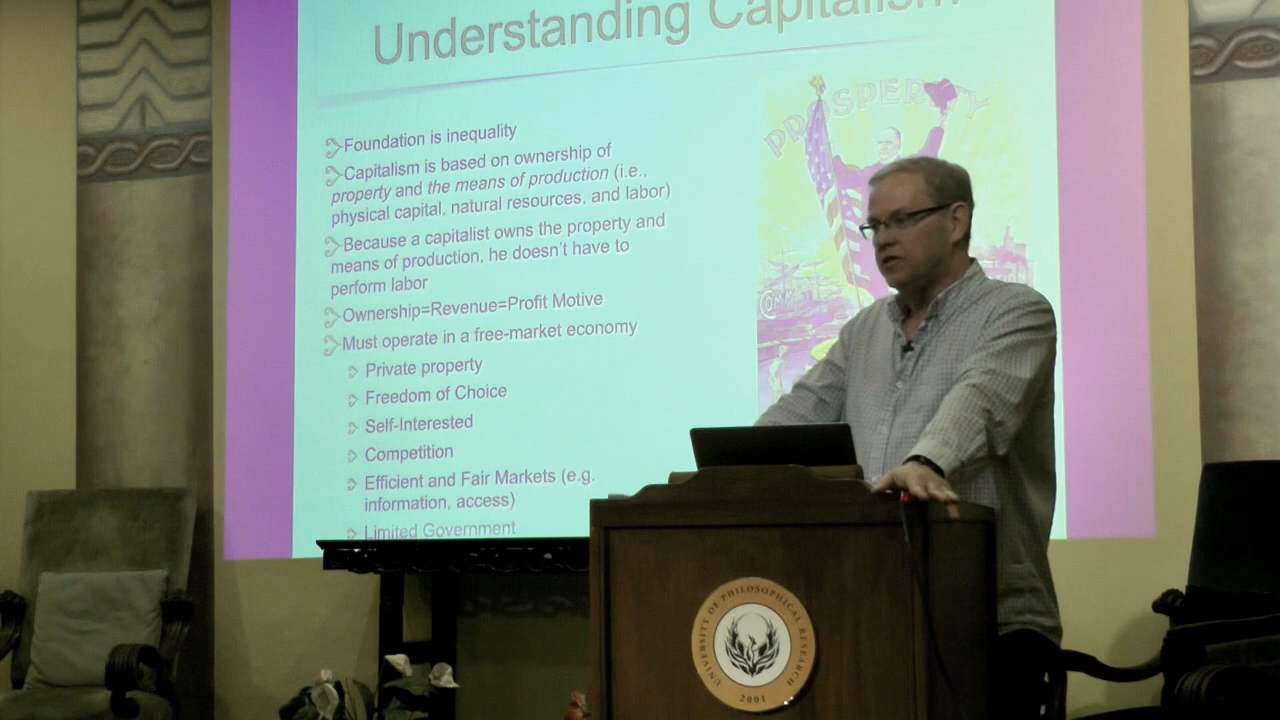 Understanding Capitalism
Foundation is inequality
Capitalism is based on ownership of
property and the means of production (i.e.,
physical capital, natural resources, and labor)
Because a capitalist owns the property and
means of production, he doesn't have to
perform labor
Ownership=Revenue=Profit Motive
Must operate in a free-market economy
Private property
Freedom of Choice
Self-Interested
Competition
Efficient and Fair Markets (e.g.
information, access)
Limited Government
PROSPERITY
UNIVERSITY OF PHILOSOPHICAL RESEARCH
2001